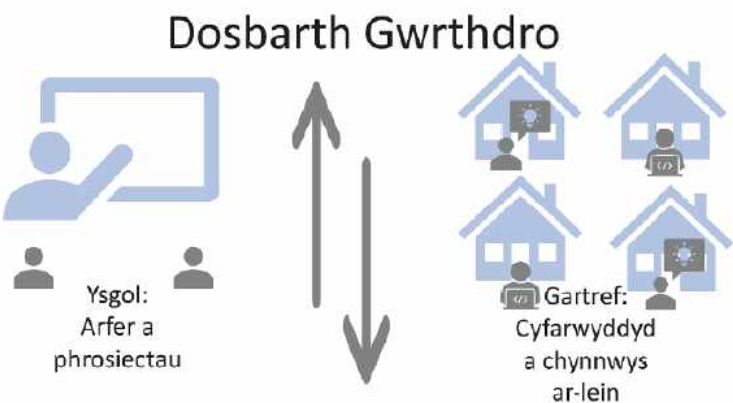 Dosbarth Gwrthdro
Ysgol:
Arfer a
phrosiectau
Gartref:
Cyfarwyddyd
a chynnwys
ar-lein